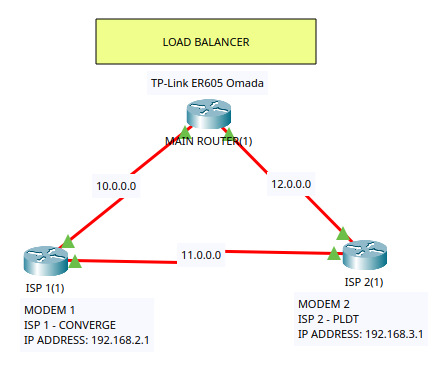 LOAD BALANCER
TP-Link ER605 Omada
MAIN ROUTER(1)
10.0.0.0
12.0.0.0
11.0.0.0
ISP 1(1)
MODEM 1
ISP 1 - CONVERGE
IP ADDRESS: 192.168.2.1
ISP 2(1)
MODEM 2
ISP 2 - PLDT
IP ADDRESS: 192.168.3.1